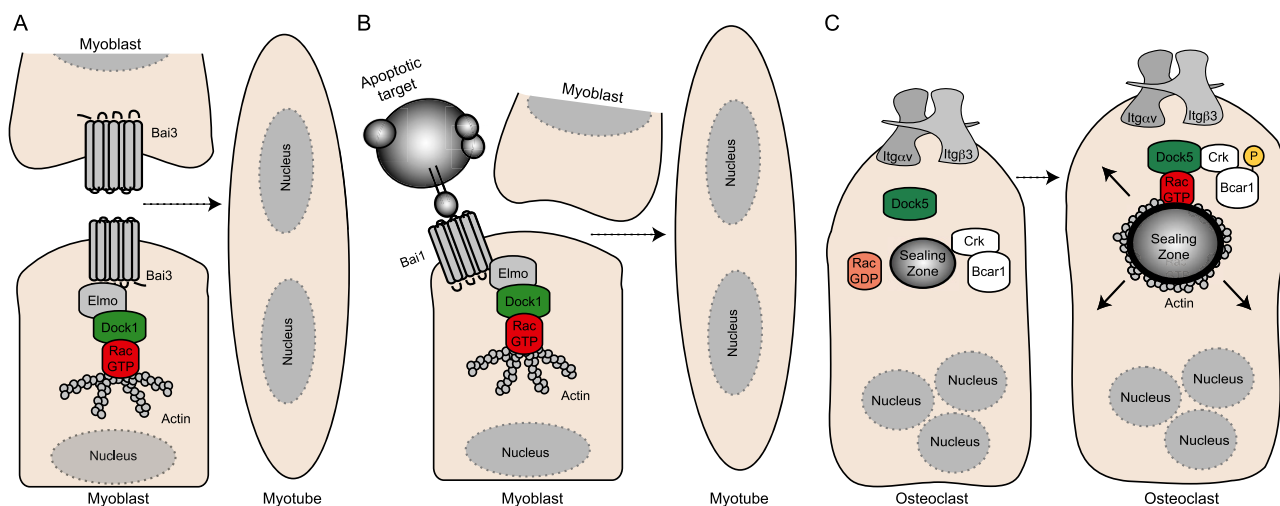 A
Myoblast
Bai3
Bai3
Elmo
Dock1
Rac
GTP
Actin
Nucleus
Myoblast
Nucleus
Nucleus
Myotube
B
Apoptotic
target
Myoblast
Bai1
Elmo
Dock1
Rac
GTP
Actin
Nucleus
Myoblast
Nucleus
Nucleus
Myotube
C
Itgαv
Itgβ3
Dock5
Rac
GDP
Sealing
Zone
Crk
Bcar1
Nucleus
Nucleus
Nucleus
Osteoclast
Itgαv
Itgβ3
Dock5
Crk
P
Rac
GTP
Bcar1
Sealing
Zone
Actin
Nucleus
Nucleus
Nucleus
Osteoclast